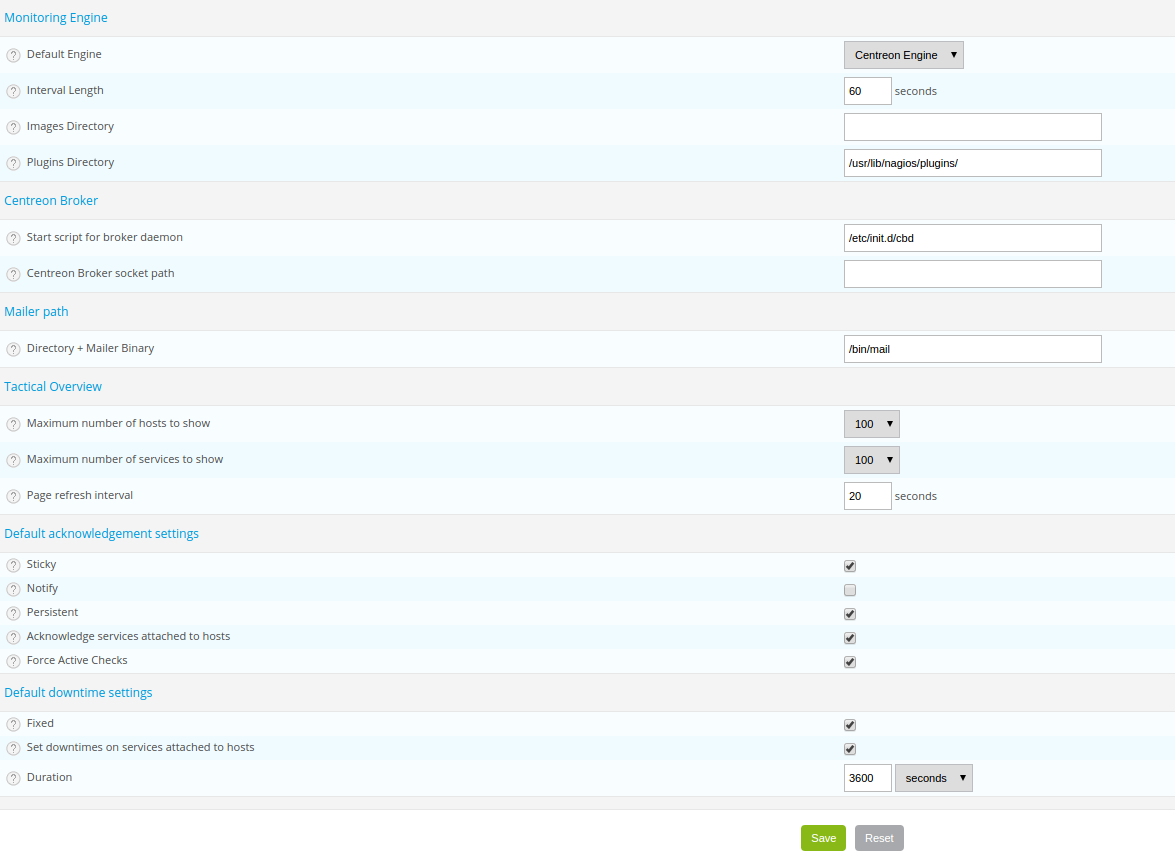 Monitoring Engine
? Default Engine Centreon Engine ▼
? Interval Length 60 seconds
? Images Directory
? Plugins Directory /usr/lib/nagios/plugins/
Centreon Broker
? Start script for broker daemon /etc/init.d/cbd
? Centreon Broker socket path
Mailer path
? Directory + Mailer Binary /bin/mail
Tactical Overview
? Maximum number of hosts to show 100 ▼
? Maximum number of services to show 100 ▼
? Page refresh interval 20 seconds
Default acknowledgement settings
? Sticky
? Notify
? Persistent
? Acknowledge services attached to hosts
? Force Active Checks
Default downtime settings
? Fixed
? Set downtimes on services attached to hosts
? Duration 3600 seconds ▼
Save Reset